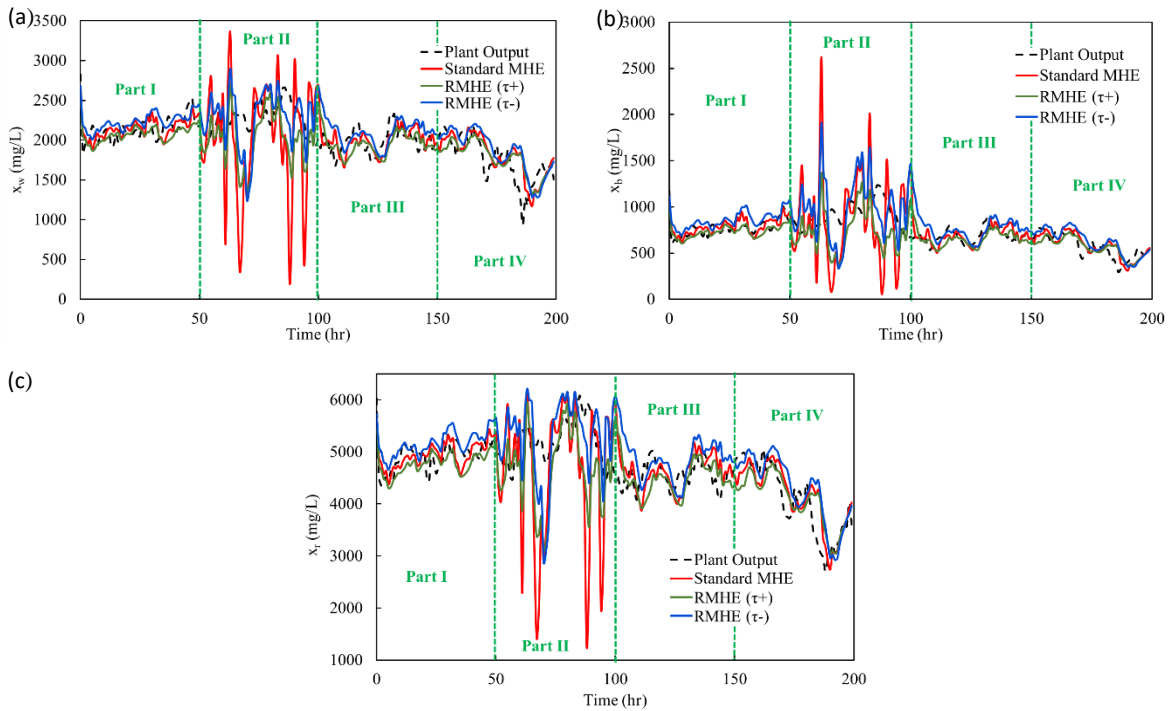 (a)
3500
3000
2500
2000
1500
1000
500
0
x_w (mg/L)
0
50
100
150
200
Time (hr)
Part I
Part II
Part III
Part IV
Plant Output
Standard MHE
RMHE (τ+)
RMHE (τ-)
(b)
3000
2500
2000
1500
1000
500
0
x_b (mg/L)
0
50
100
150
200
Time (hr)
Part I
Part II
Part III
Part IV
Plant Output
Standard MHE
RMHE (τ+)
RMHE (τ-)
(c)
6000
5000
4000
3000
2000
1000
x_r (mg/L)
0
50
100
150
200
Time (hr)
Part I
Part II
Part III
Part IV
Plant Output
Standard MHE
RMHE (τ+)
RMHE (τ-)